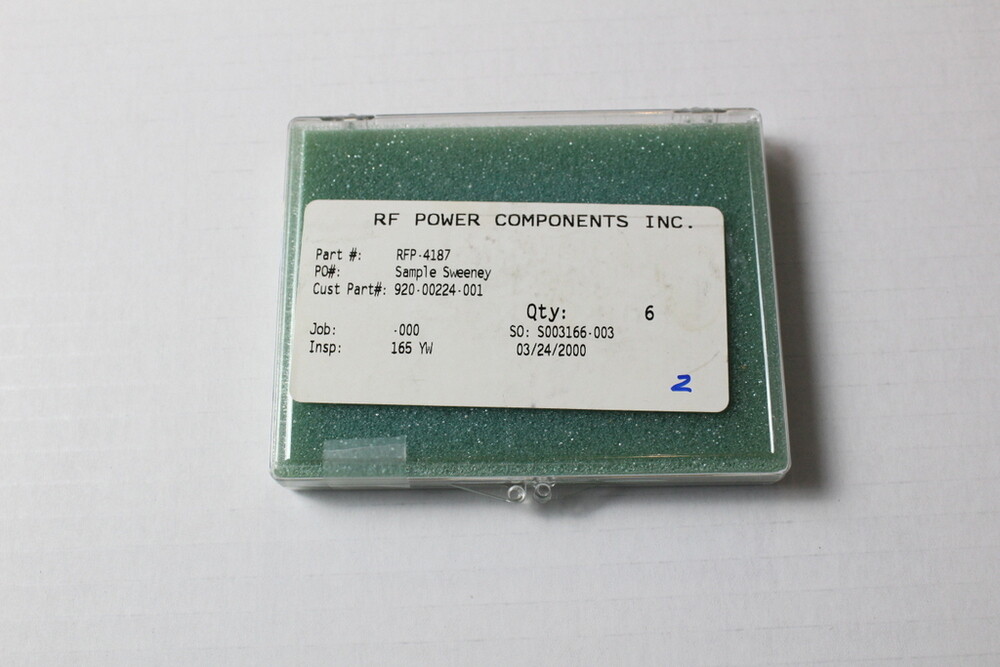 RF POWER COMPONENTS INC.
Part #: RFP-4187
PO#: Sample Sweeney
Cust Part#: 920-00224-001
Qty: 6
Job: -000 SO: S003166-003
Insp: 165 YW 03/24/2000
2